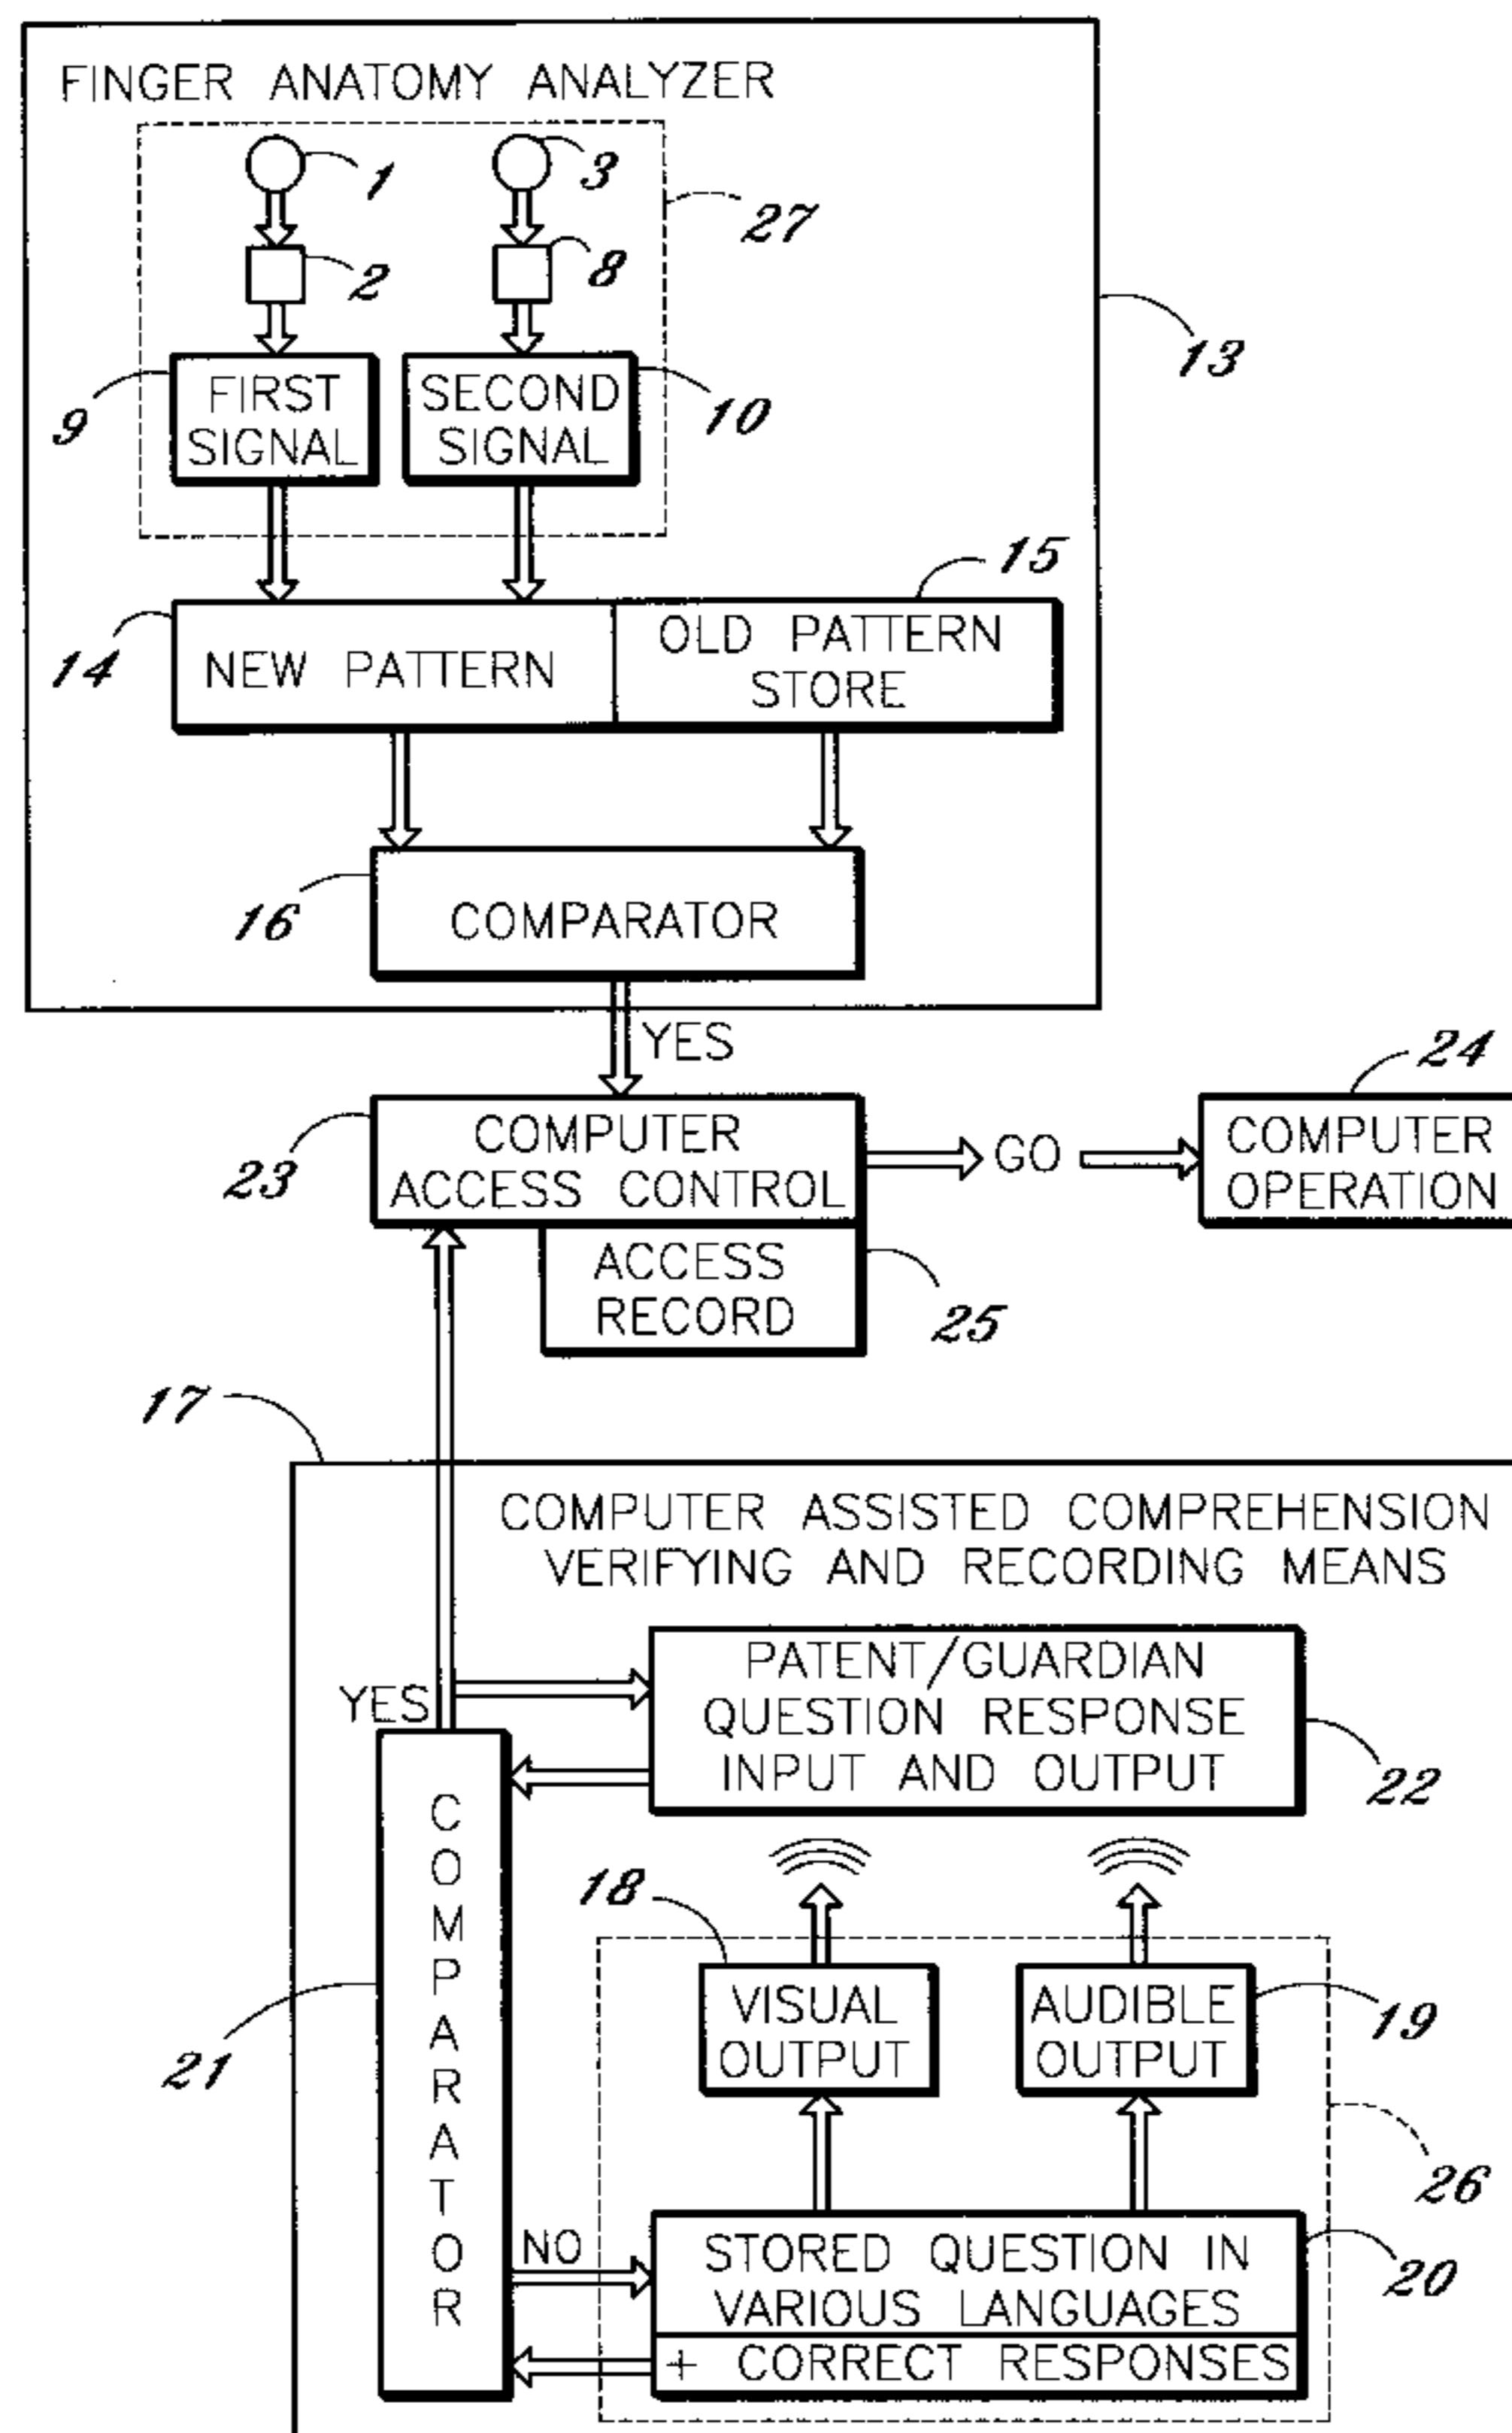 FINGER ANATOMY ANALYZER
1
3
27
2
8
13
FIRST
SIGNAL
9
SECOND
SIGNAL
10
15
14
NEW PATTERN
OLD PATTERN
STORE
16
COMPARATOR
YES
24
23
COMPUTER
ACCESS CONTROL
GO
COMPUTER
OPERATION
ACCESS
RECORD
25
17
COMPUTER ASSISTED COMPREHENSION
VERIFYING AND RECORDING MEANS
YES
PATENT/GUARDIAN
QUESTION RESPONSE
INPUT AND OUTPUT
22
COMPARATOR
21
18
VISUAL
OUTPUT
AUDIBLE
OUTPUT
19
26
NO
STORED QUESTION IN
VARIOUS LANGUAGES
+ CORRECT RESPONSES
20